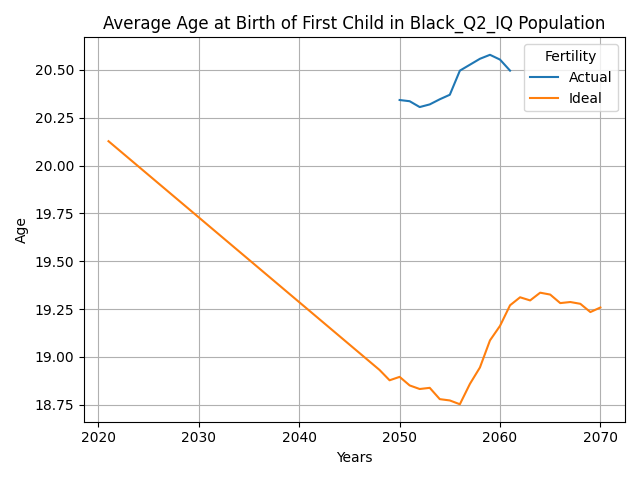 Average Age at Birth of First Child in Black_Q2_IQ Population
Fertility
Actual
Ideal
20.50
20.25
20.00
19.75
19.50
19.25
19.00
18.75
Age
2020 2030 2040 2050 2060 2070
Years